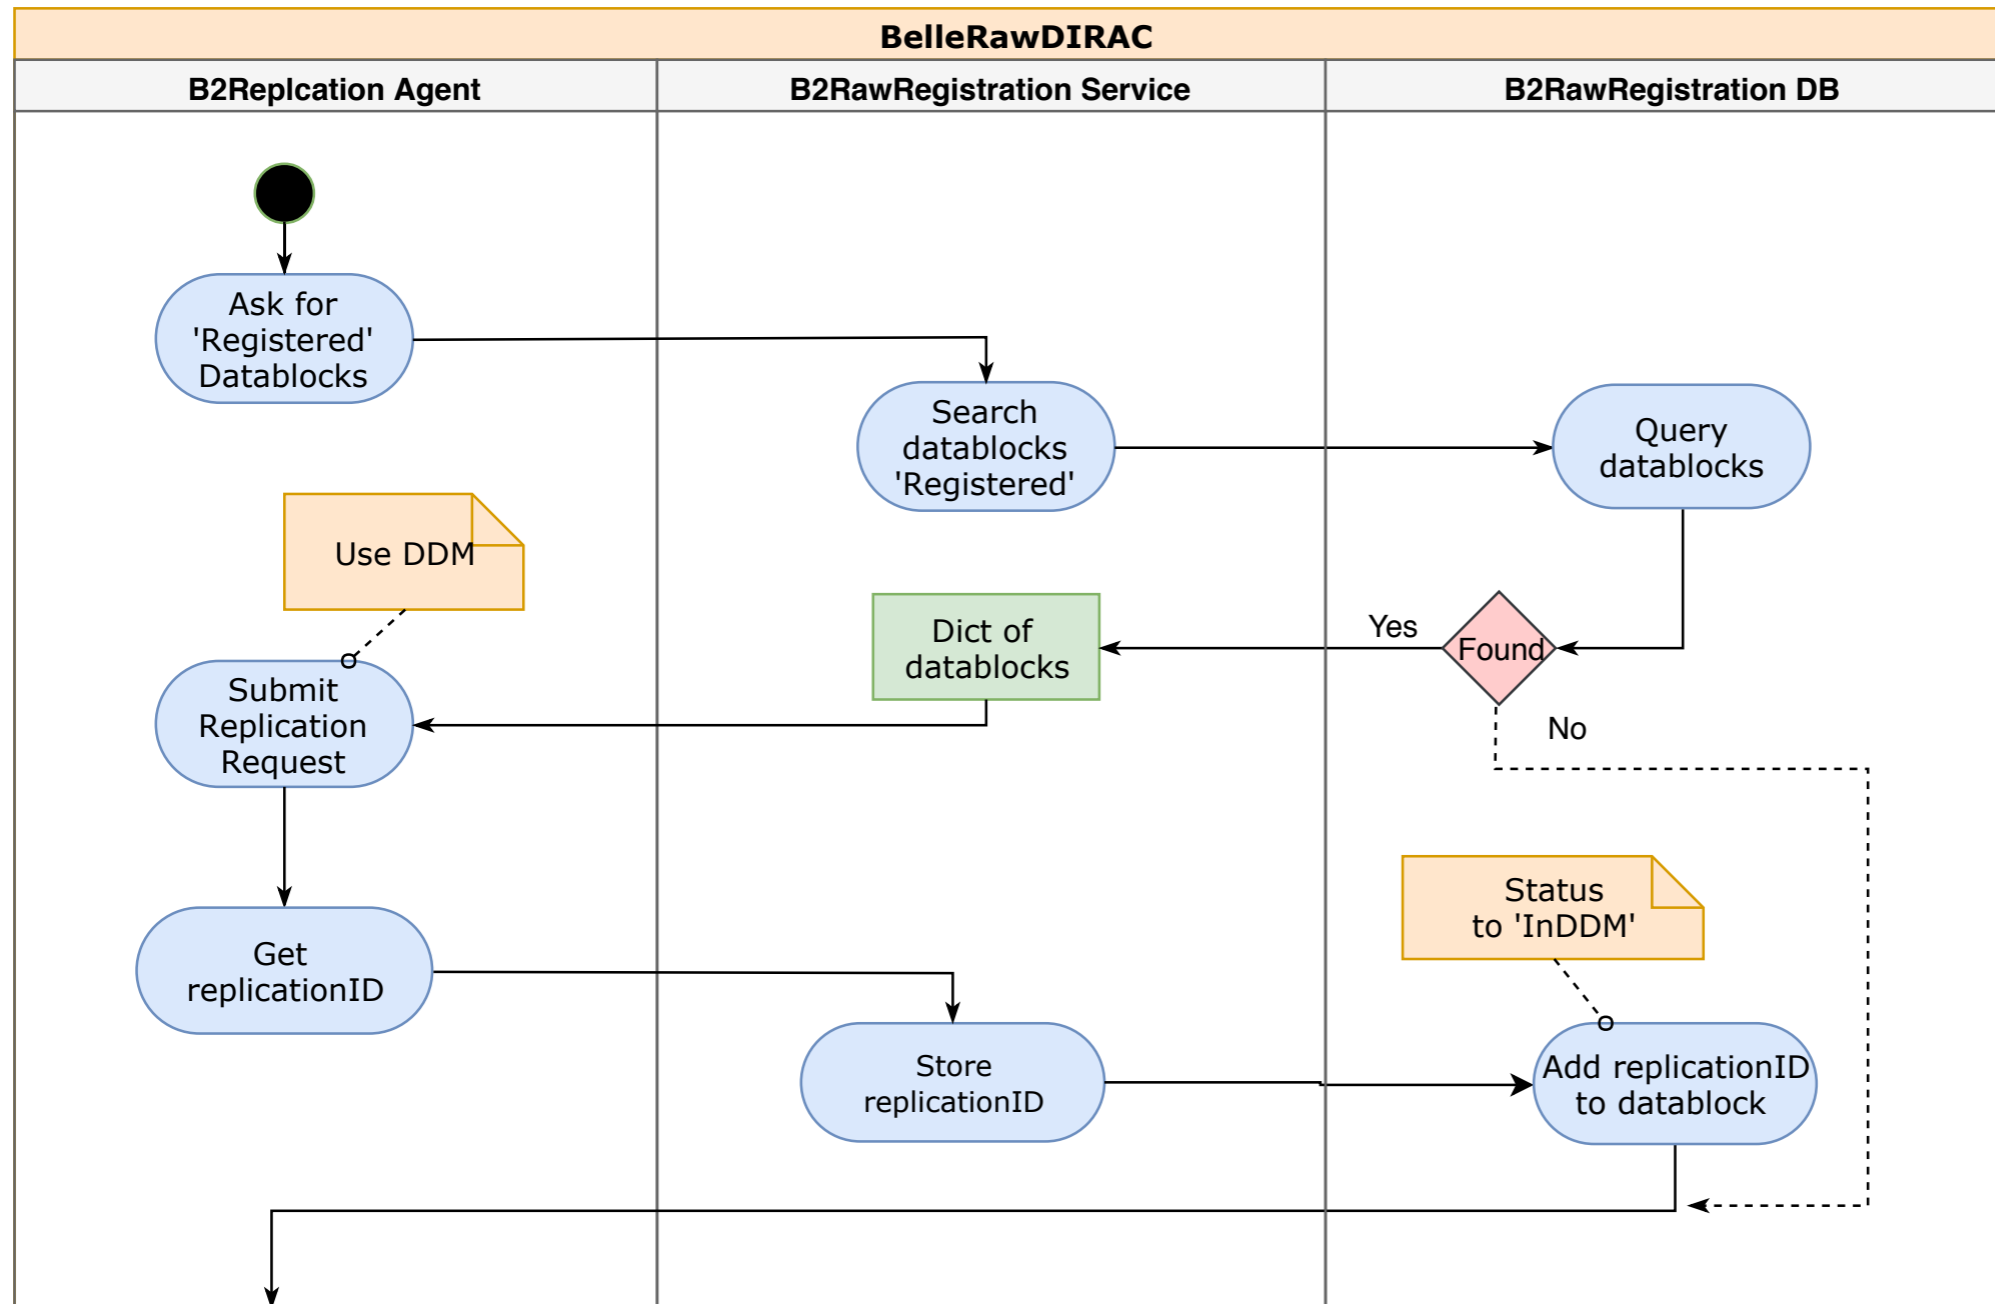 BelleRawDIRAC
B2Replcation Agent
B2RawRegistration Service
B2RawRegistration DB
Ask for
'Registered'
Datablocks
Search
datablocks
'Registered'
Query
datablocks
Use DDM
Dict of
datablocks
Yes
Found
No
Submit
Replication
Request
Status
to 'InDDM'
Get
replicationID
Store
replicationID
Add replicationID
to datablock